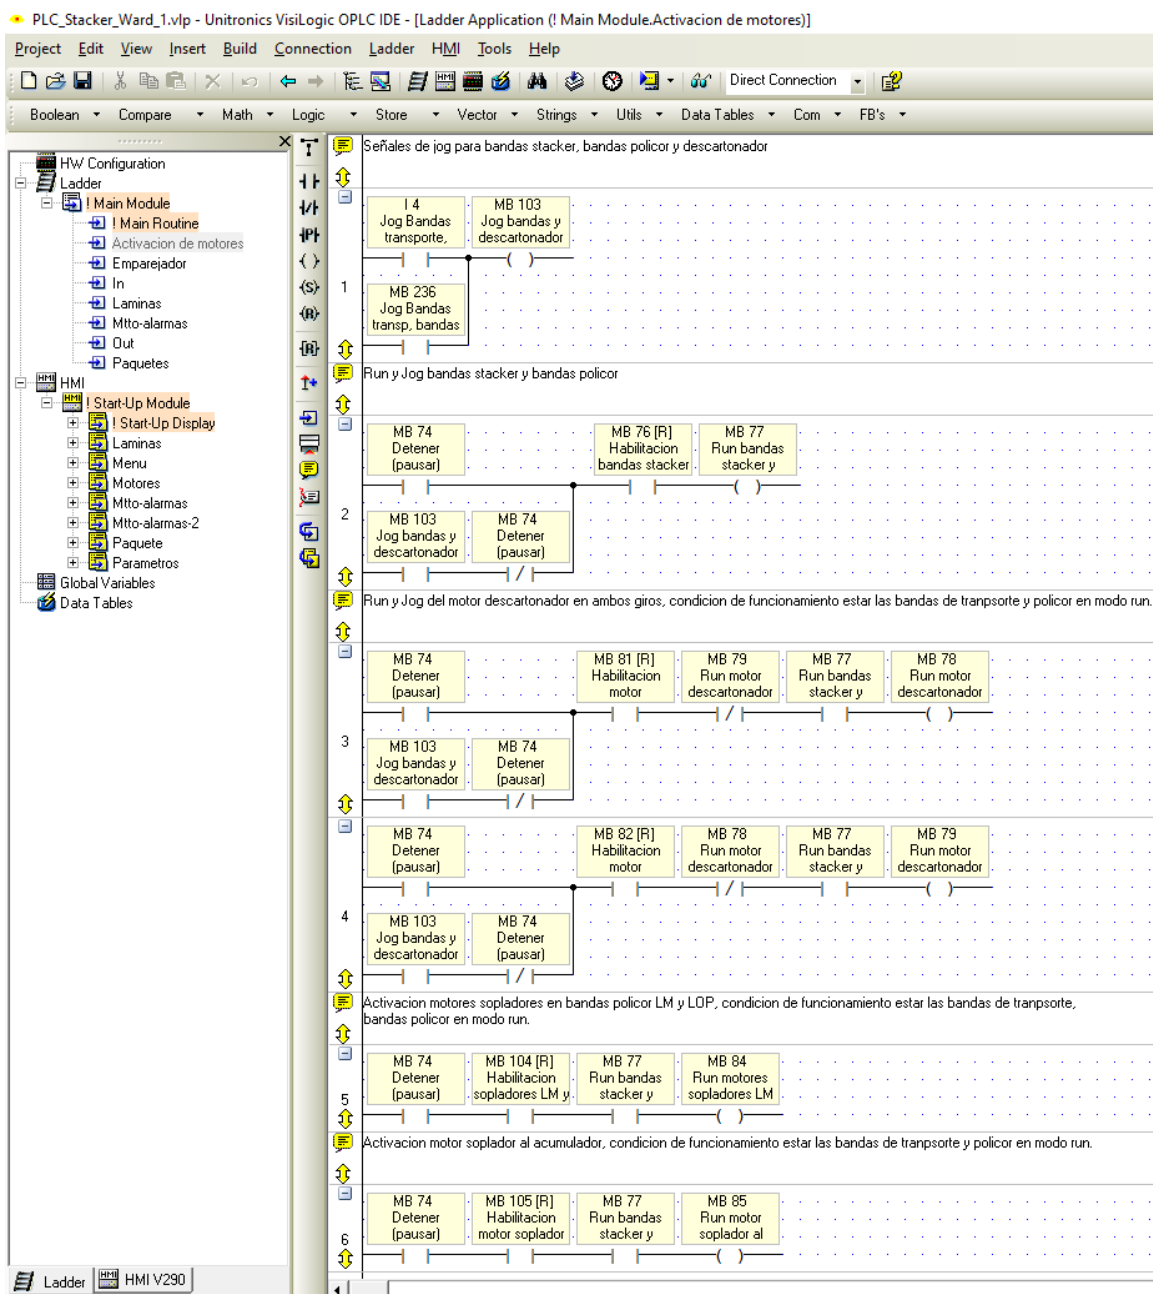 PLC_Stacker_Ward_1.vlp - Unitronics VisiLogic OPLC IDE - [Ladder Application (! Main Module.Activacion de motores)]
Project Edit View Insert Build Connection Ladder HMI Tools Help
Direct Connection
Boolean Compare Math Logic Store Vector Strings Utils Data Tables Com FB's
HW Configuration
Ladder
! Main Module
! Main Routine
Activacion de motores
Emparejador
In
Laminas
Mtto-alarmas
Out
Paquetes
HMI
! Start-Up Module
! Start-Up Display
Laminas
Menu
Motores
Mtto-alarmas
Mtto-alarmas-2
Paquete
Parametros
Global Variables
Data Tables
Ladder HMI V290
Señales de jog para bandas stacker, bandas policor y descartonador
1
I 4
Jog Bandas
transporte,
MB 103
Jog bandas y
descartonador
MB 236
Jog Bandas
transp, bandas
Run y Jog bandas stacker y bandas policor
2
MB 74
Detener
(pausar)
MB 76 [R]
Habilitacion
bandas stacker
MB 77
Run bandas
stacker y
MB 103
Jog bandas y
descartonador
MB 74
Detener
(pausar)
Run y Jog del motor descartonador en ambos giros, condicion de funcionamiento estar las bandas de tranpsorte y policor en modo run.
3
MB 74
Detener
(pausar)
MB 81 [R]
Habilitacion
motor
MB 79
Run motor
descartonador
MB 77
Run bandas
stacker y
MB 78
Run motor
descartonador
MB 103
Jog bandas y
descartonador
MB 74
Detener
(pausar)
4
MB 74
Detener
(pausar)
MB 82 [R]
Habilitacion
motor
MB 78
Run motor
descartonador
MB 77
Run bandas
stacker y
MB 79
Run motor
descartonador
MB 103
Jog bandas y
descartonador
MB 74
Detener
(pausar)
Activacion motores sopladores en bandas policor LM y LOP, condicion de funcionamiento estar las bandas de tranpsorte,
bandas policor en modo run.
5
MB 74
Detener
(pausar)
MB 104 [R]
Habilitacion
sopladores LM y
MB 77
Run bandas
stacker y
MB 84
Run motores
sopladores LM
Activacion motor soplador al acumulador, condicion de funcionamiento estar las bandas de tranpsorte y policor en modo run.
6
MB 74
Detener
(pausar)
MB 105 [R]
Habilitacion
motor soplador
MB 77
Run bandas
stacker y
MB 85
Run motor
soplador al